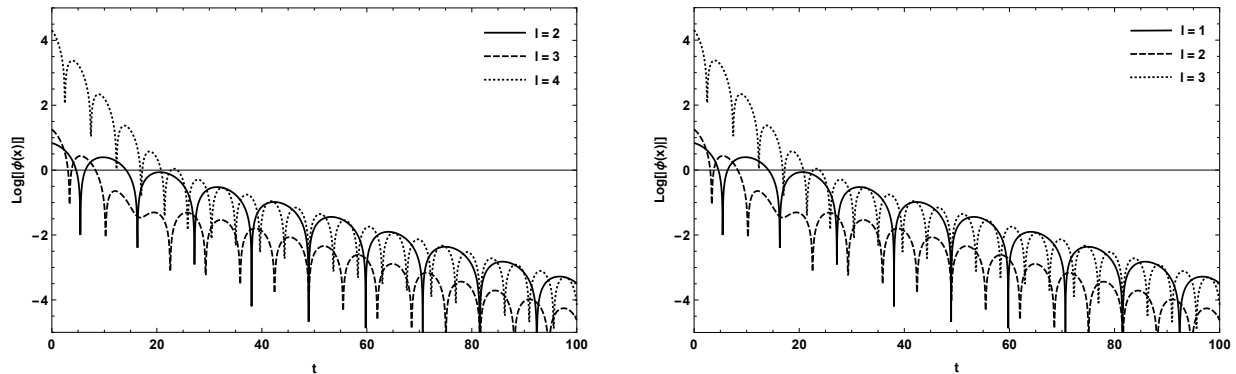 l = 2
l = 3
l = 4
4
2
0
−2
−4
Log[|ϕ(x)|]
0 20 40 60 80 100
t
l = 1
l = 2
l = 3
4
2
0
−2
−4
Log[|ϕ(x)|]
0 20 40 60 80 100
t